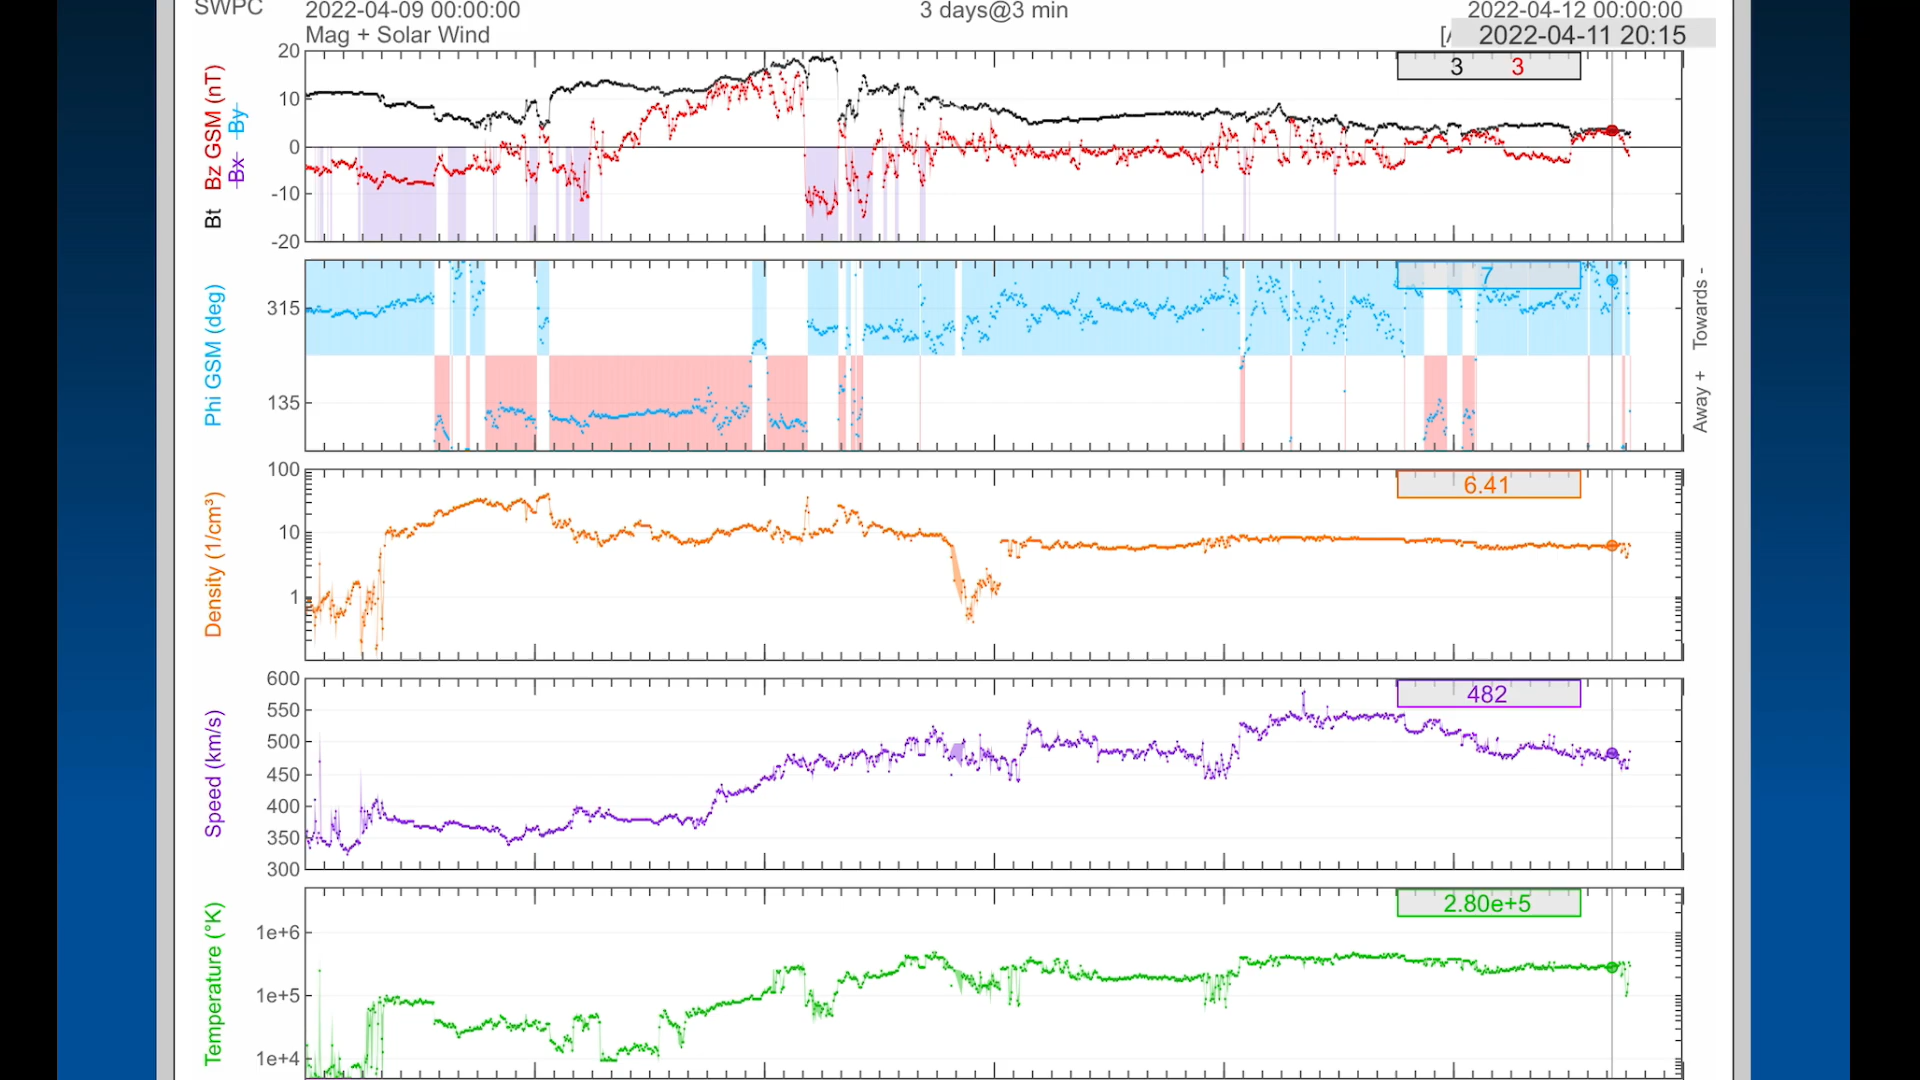 SWPC
2022-04-09 00:00:00 3 days@3 min 2022-04-12 00:00:00
Mag + Solar Wind [A 2022-04-11 20:15
Bt Bz GSM (nT)
Bx By
20
10
0
-10
-20
3 3
Phi GSM (deg)
315
135
7
Away + Towards -
Density (1/cm³)
100
10
1
6.41
Speed (km/s)
600
550
500
450
400
350
300
482
Temperature (°K)
1e+6
1e+5
1e+4
2.80e+5